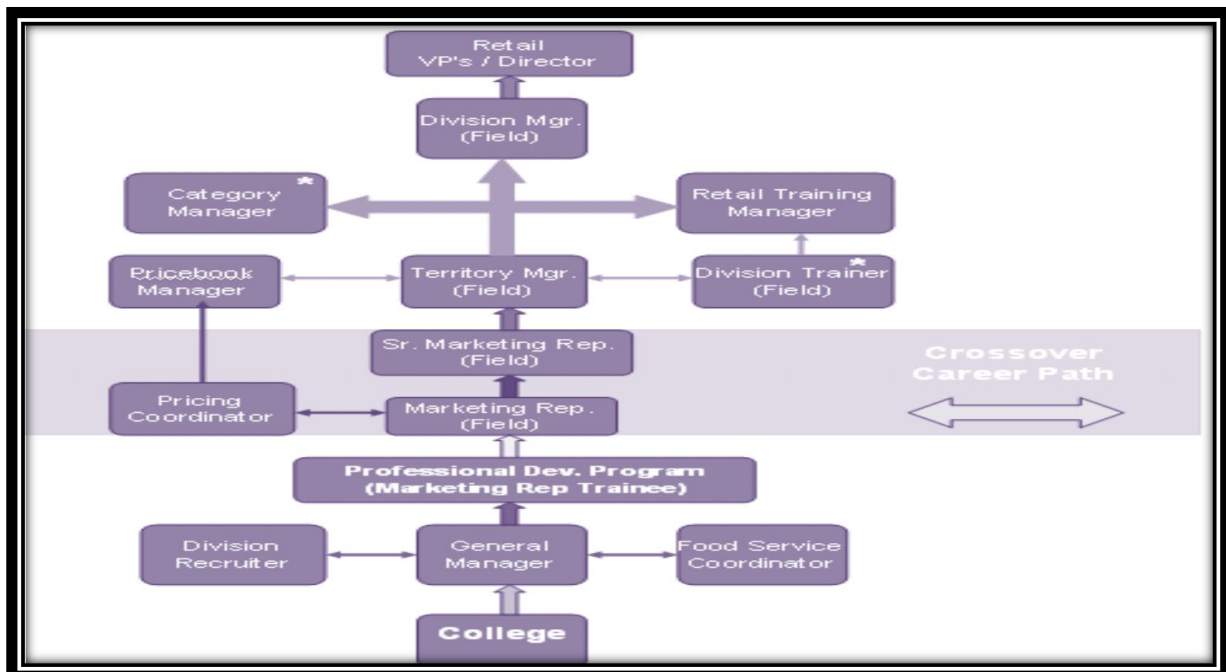 Retail
VP's / Director
Division Mgr.
(Field)
Category *
Manager
Retail Training
Manager
Pricebook
Manager
Territory Mgr.
(Field)
*
Division Trainer
(Field)
Sr. Marketing Rep.
(Field)
Crossover
Career Path
Pricing
Coordinator
Marketing Rep.
(Field)
Professional Dev. Program
(Marketing Rep Trainee)
Division
Recruiter
General
Manager
Food Service
Coordinator
College